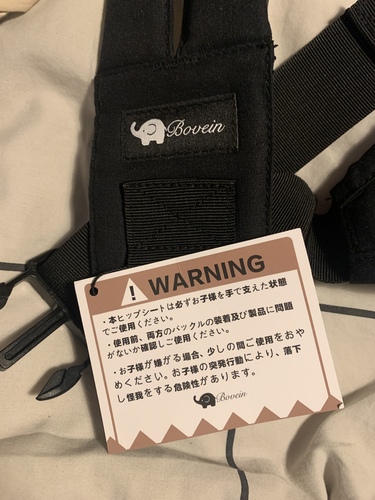 Bovein
WARNING
・本ヒップシートは必ずお子様を手で支えた状態
でご使用ください。
・使用前、両方のバックルの装着及び製品に問題
がないか確認しご使用ください。
・お子様が嫌がる場合、少しの間ご使用をおや
めください。お子様の突発行動により、落下
し怪我をする危険性があります。
Bovein